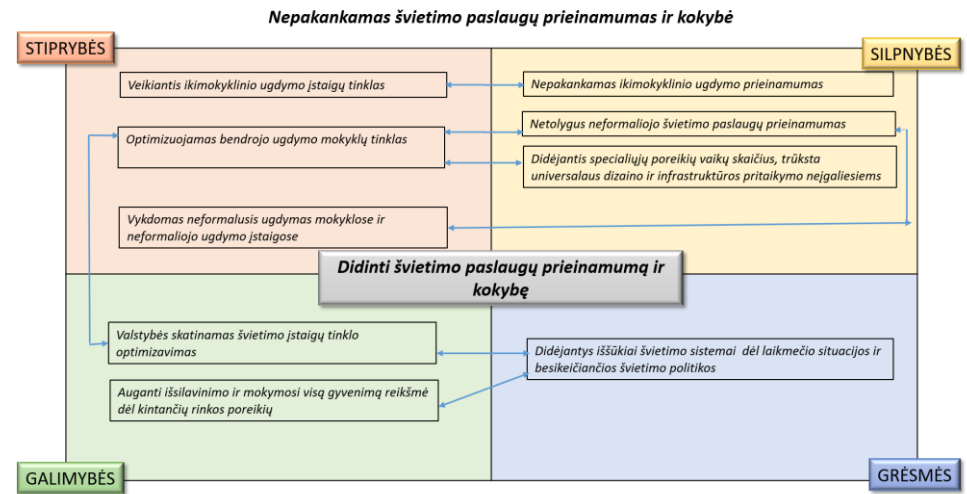 Nepakankamas švietimo paslaugų prieinamumas ir kokybė
STIPRYBĖS
SILPNYBĖS
Veikiantis ikimokyklinio ugdymo įstaigų tinklas
Nepakankamas ikimokyklinio ugdymo prieinamumas
Optimizuojamas bendrojo ugdymo mokyklų tinklas
Netolygus neformaliojo švietimo paslaugų prieinamumas
Didėjantis specialiųjų poreikių vaikų skaičius, trūksta
universalaus dizaino ir infrastruktūros pritaikymo neįgaliesiems
Vykdomas neformalusis ugdymas mokyklose ir
neformaliojo ugdymo įstaigose
Didinti švietimo paslaugų prieinamumą ir
kokybę
Valstybės skatinamas švietimo įstaigų tinklo
optimizavimas
Didėjantys iššūkiai švietimo sistemai dėl laikmečio situacijos ir
besikeičiančios švietimo politikos
Auganti išsilavinimo ir mokymosi visą gyvenimą reikšmė
dėl kintančių rinkos poreikių
GALIMYBĖS
GRĖSMĖS